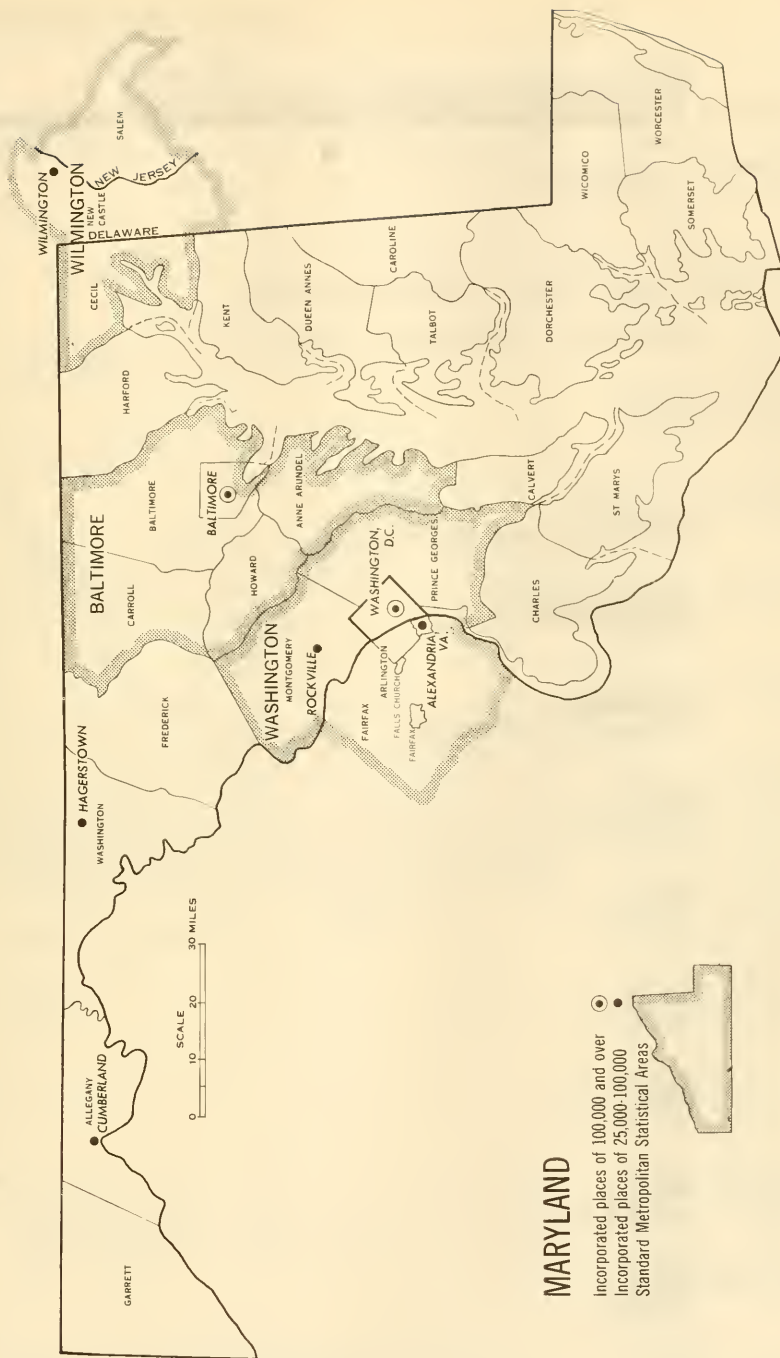 WILMINGTON
WILMINGTON
NEW
CASTLE
NEW JERSEY
SALEM
DELAWARE
CECIL
HARFORD
KENT
QUEEN ANNES
CAROLINE
TALBOT
DORCHESTER
WICOMICO
WORCESTER
SOMERSET
BALTIMORE
BALTIMORE
BALTIMORE
CARROLL
HOWARD
ANNE ARUNDEL
CALVERT
ST MARYS
CHARLES
PRINCE GEORGES
WASHINGTON,
D.C.
WASHINGTON
MONTGOMERY
ROCKVILLE
ARLINGTON
FALLS CHURCH
FAIRFAX
FAIRFAX
ALEXANDRIA
VA.
FREDERICK
HAGERSTOWN
WASHINGTON
ALLEGANY
CUMBERLAND
GARRETT
SCALE
0 10 20 30 MILES
MARYLAND
Incorporated places of 100,000 and over
Incorporated places of 25,000-100,000
Standard Metropolitan Statistical Areas